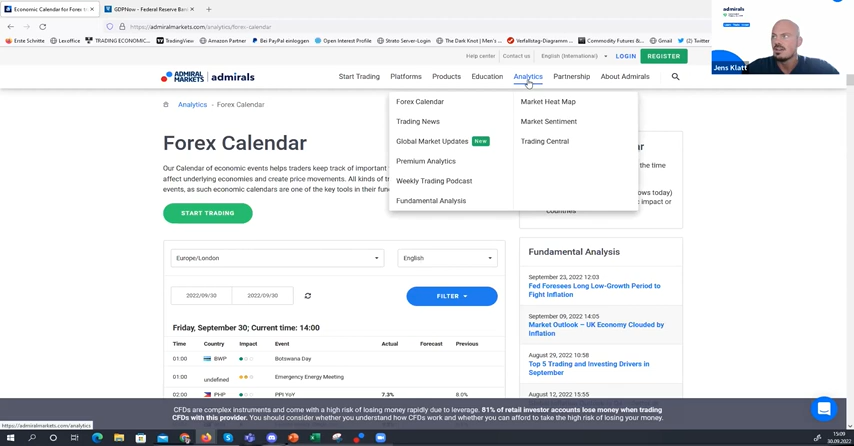 Economic Calendar for Forex t
GDPNow - Federal Reserve Ban
https://admiralmarkets.com/analytics/forex-calendar
Erste Schritte
Lexoffice
TRADING ECONOMIC...
TradingView
Amazon Partner
Bei PayPal einloggen
Open Interest Profile
Strato Server-Login
The Dark Knot | Men's ...
Verfallstag-Diagramm ...
Commodity Futures &...
Gmail
Twitter
admirals
Jens Klatt
Help center
Contact us
English (International)
LOGIN
REGISTER
ADMIRAL MARKETS | admirals
Start Trading
Platforms
Products
Education
Analytics
Partnership
About Admirals
Analytics - Forex Calendar
Forex Calendar
Trading News
Global Market Updates New
Premium Analytics
Weekly Trading Podcast
Fundamental Analysis
Market Heat Map
Market Sentiment
Trading Central
Forex Calendar
Our Calendar of economic events helps traders keep track of important
affect underlying economies and create price movements. All kinds of tr
events, as such economic calendars are one of the key tools in their fun
START TRADING
ar
the time
ows today)
c impact or
countries
Europe/London
English
2022/09/30
2022/09/30
FILTER
Friday, September 30; Current time: 14:00
Time Country Impact Event Actual Forecast Previous
01:00 BWP Botswana Day
01:00 undefined Emergency Energy Meeting
02:00 PHP PPI YoY 7.3% 8.0%
Fundamental Analysis
September 23, 2022 12:03
Fed Foresees Long Low-Growth Period to
Fight Inflation
September 09, 2022 14:05
Market Outlook – UK Economy Clouded by
Inflation
August 29, 2022 10:58
Top 5 Trading and Investing Drivers in
September
August 12, 2022 15:55
CFDs are complex instruments and come with a high risk of losing money rapidly due to leverage. 81% of retail investor accounts lose money when trading
CFDs with this provider. You should consider whether you understand how CFDs work and whether you can afford to take the high risk of losing your money.
https://admiralmarkets.com/analytics
15:09
30.09.2022